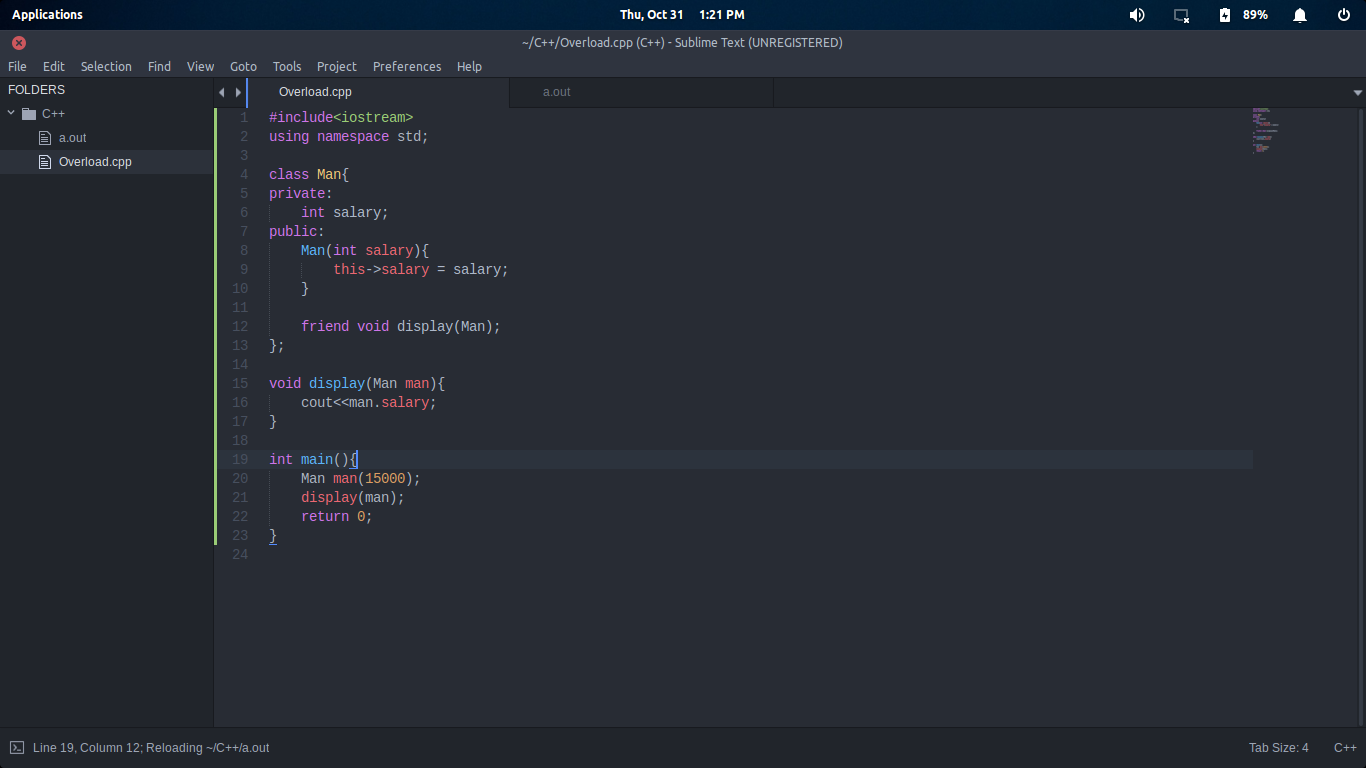 Applications Thu, Oct 31 1:21 PM 89%
~/C++/Overload.cpp (C++) - Sublime Text (UNREGISTERED)
File Edit Selection Find View Goto Tools Project Preferences Help
FOLDERS
C++
a.out
Overload.cpp
Overload.cpp a.out
1 #include<iostream>
2 using namespace std;
3
4 class Man{
5 private:
6     int salary;
7 public:
8     Man(int salary){
9         this->salary = salary;
10     }
11
12     friend void display(Man);
13 };
14
15 void display(Man man){
16     cout<<man.salary;
17 }
18
19 int main(){
20     Man man(15000);
21     display(man);
22     return 0;
23 }
24
Line 19, Column 12; Reloading ~/C++/a.out Tab Size: 4 C++